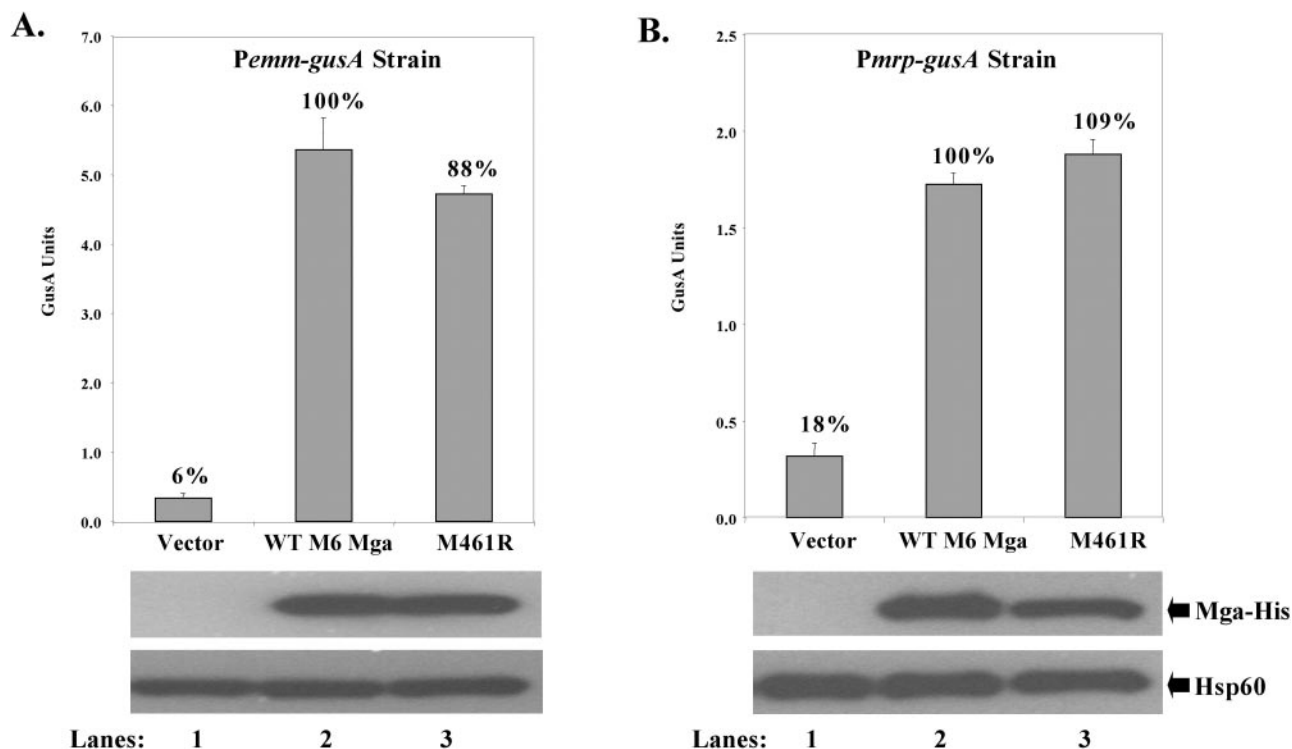 A.
Pemm-gusA Strain
GusA Units
7.0
6.0
5.0
4.0
3.0
2.0
1.0
0.0
6%
100%
88%
Vector WT M6 Mga M461R
Lanes: 1 2 3
B.
Pmrp-gusA Strain
GusA Units
2.5
2.0
1.5
1.0
0.5
0.0
18%
100%
109%
Vector WT M6 Mga M461R
Mga-His
Hsp60
1 2 3